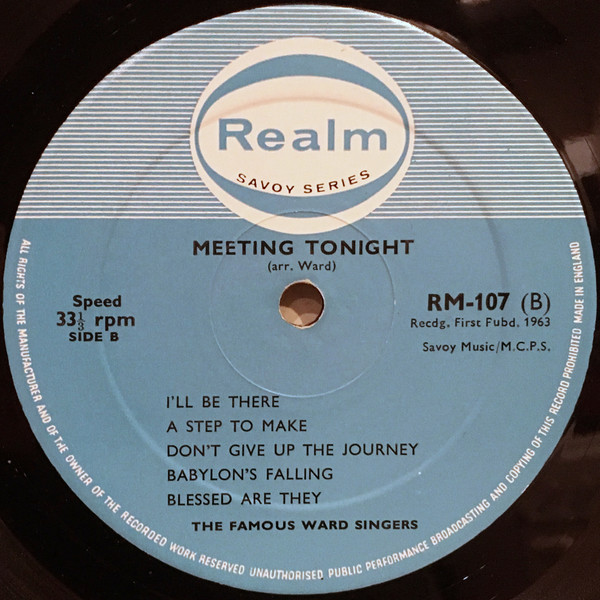 Realm
SAVOY SERIES
MEETING TONIGHT
(arr. Ward)
Speed
33⅓ rpm
SIDE B
RM-107 (B)
Recdg. First Pubd. 1963
Savoy Music/M.C.P.S.
I'LL BE THERE
A STEP TO MAKE
DON'T GIVE UP THE JOURNEY
BABYLON'S FALLING
BLESSED ARE THEY
THE FAMOUS WARD SINGERS
ALL RIGHTS OF THE MANUFACTURER AND OF THE OWNER OF THE RECORDED WORK RESERVED UNAUTHORISED PUBLIC PERFORMANCE BROADCASTING AND COPYING OF THIS RECORD PROHIBITED MADE IN ENGLAND